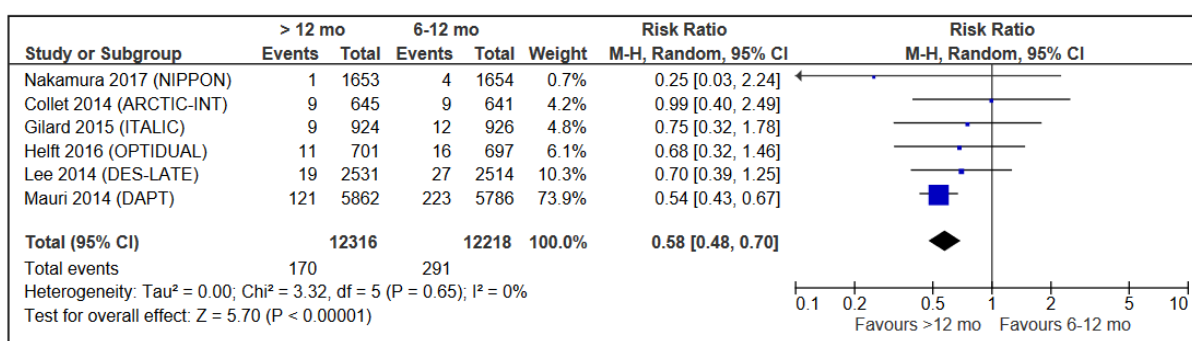 > 12 mo 6-12 mo Risk Ratio Risk Ratio
Study or Subgroup Events Total Events Total Weight M-H, Random, 95% CI M-H, Random, 95% CI
Nakamura 2017 (NIPPON) 1 1653 4 1654 0.7% 0.25 [0.03, 2.24]
Collet 2014 (ARCTIC-INT) 9 645 9 641 4.2% 0.99 [0.40, 2.49]
Gilard 2015 (ITALIC) 9 924 12 926 4.8% 0.75 [0.32, 1.78]
Helft 2016 (OPTIDUAL) 11 701 16 697 6.1% 0.68 [0.32, 1.46]
Lee 2014 (DES-LATE) 19 2531 27 2514 10.3% 0.70 [0.39, 1.25]
Mauri 2014 (DAPT) 121 5862 223 5786 73.9% 0.54 [0.43, 0.67]
Total (95% CI) 12316 12218 100.0% 0.58 [0.48, 0.70]
Total events 170 291
Heterogeneity: Tau² = 0.00; Chi² = 3.32, df = 5 (P = 0.65); I² = 0%
Test for overall effect: Z = 5.70 (P < 0.00001)
0.1 0.2 0.5 1 2 5 10
Favours >12 mo Favours 6-12 mo